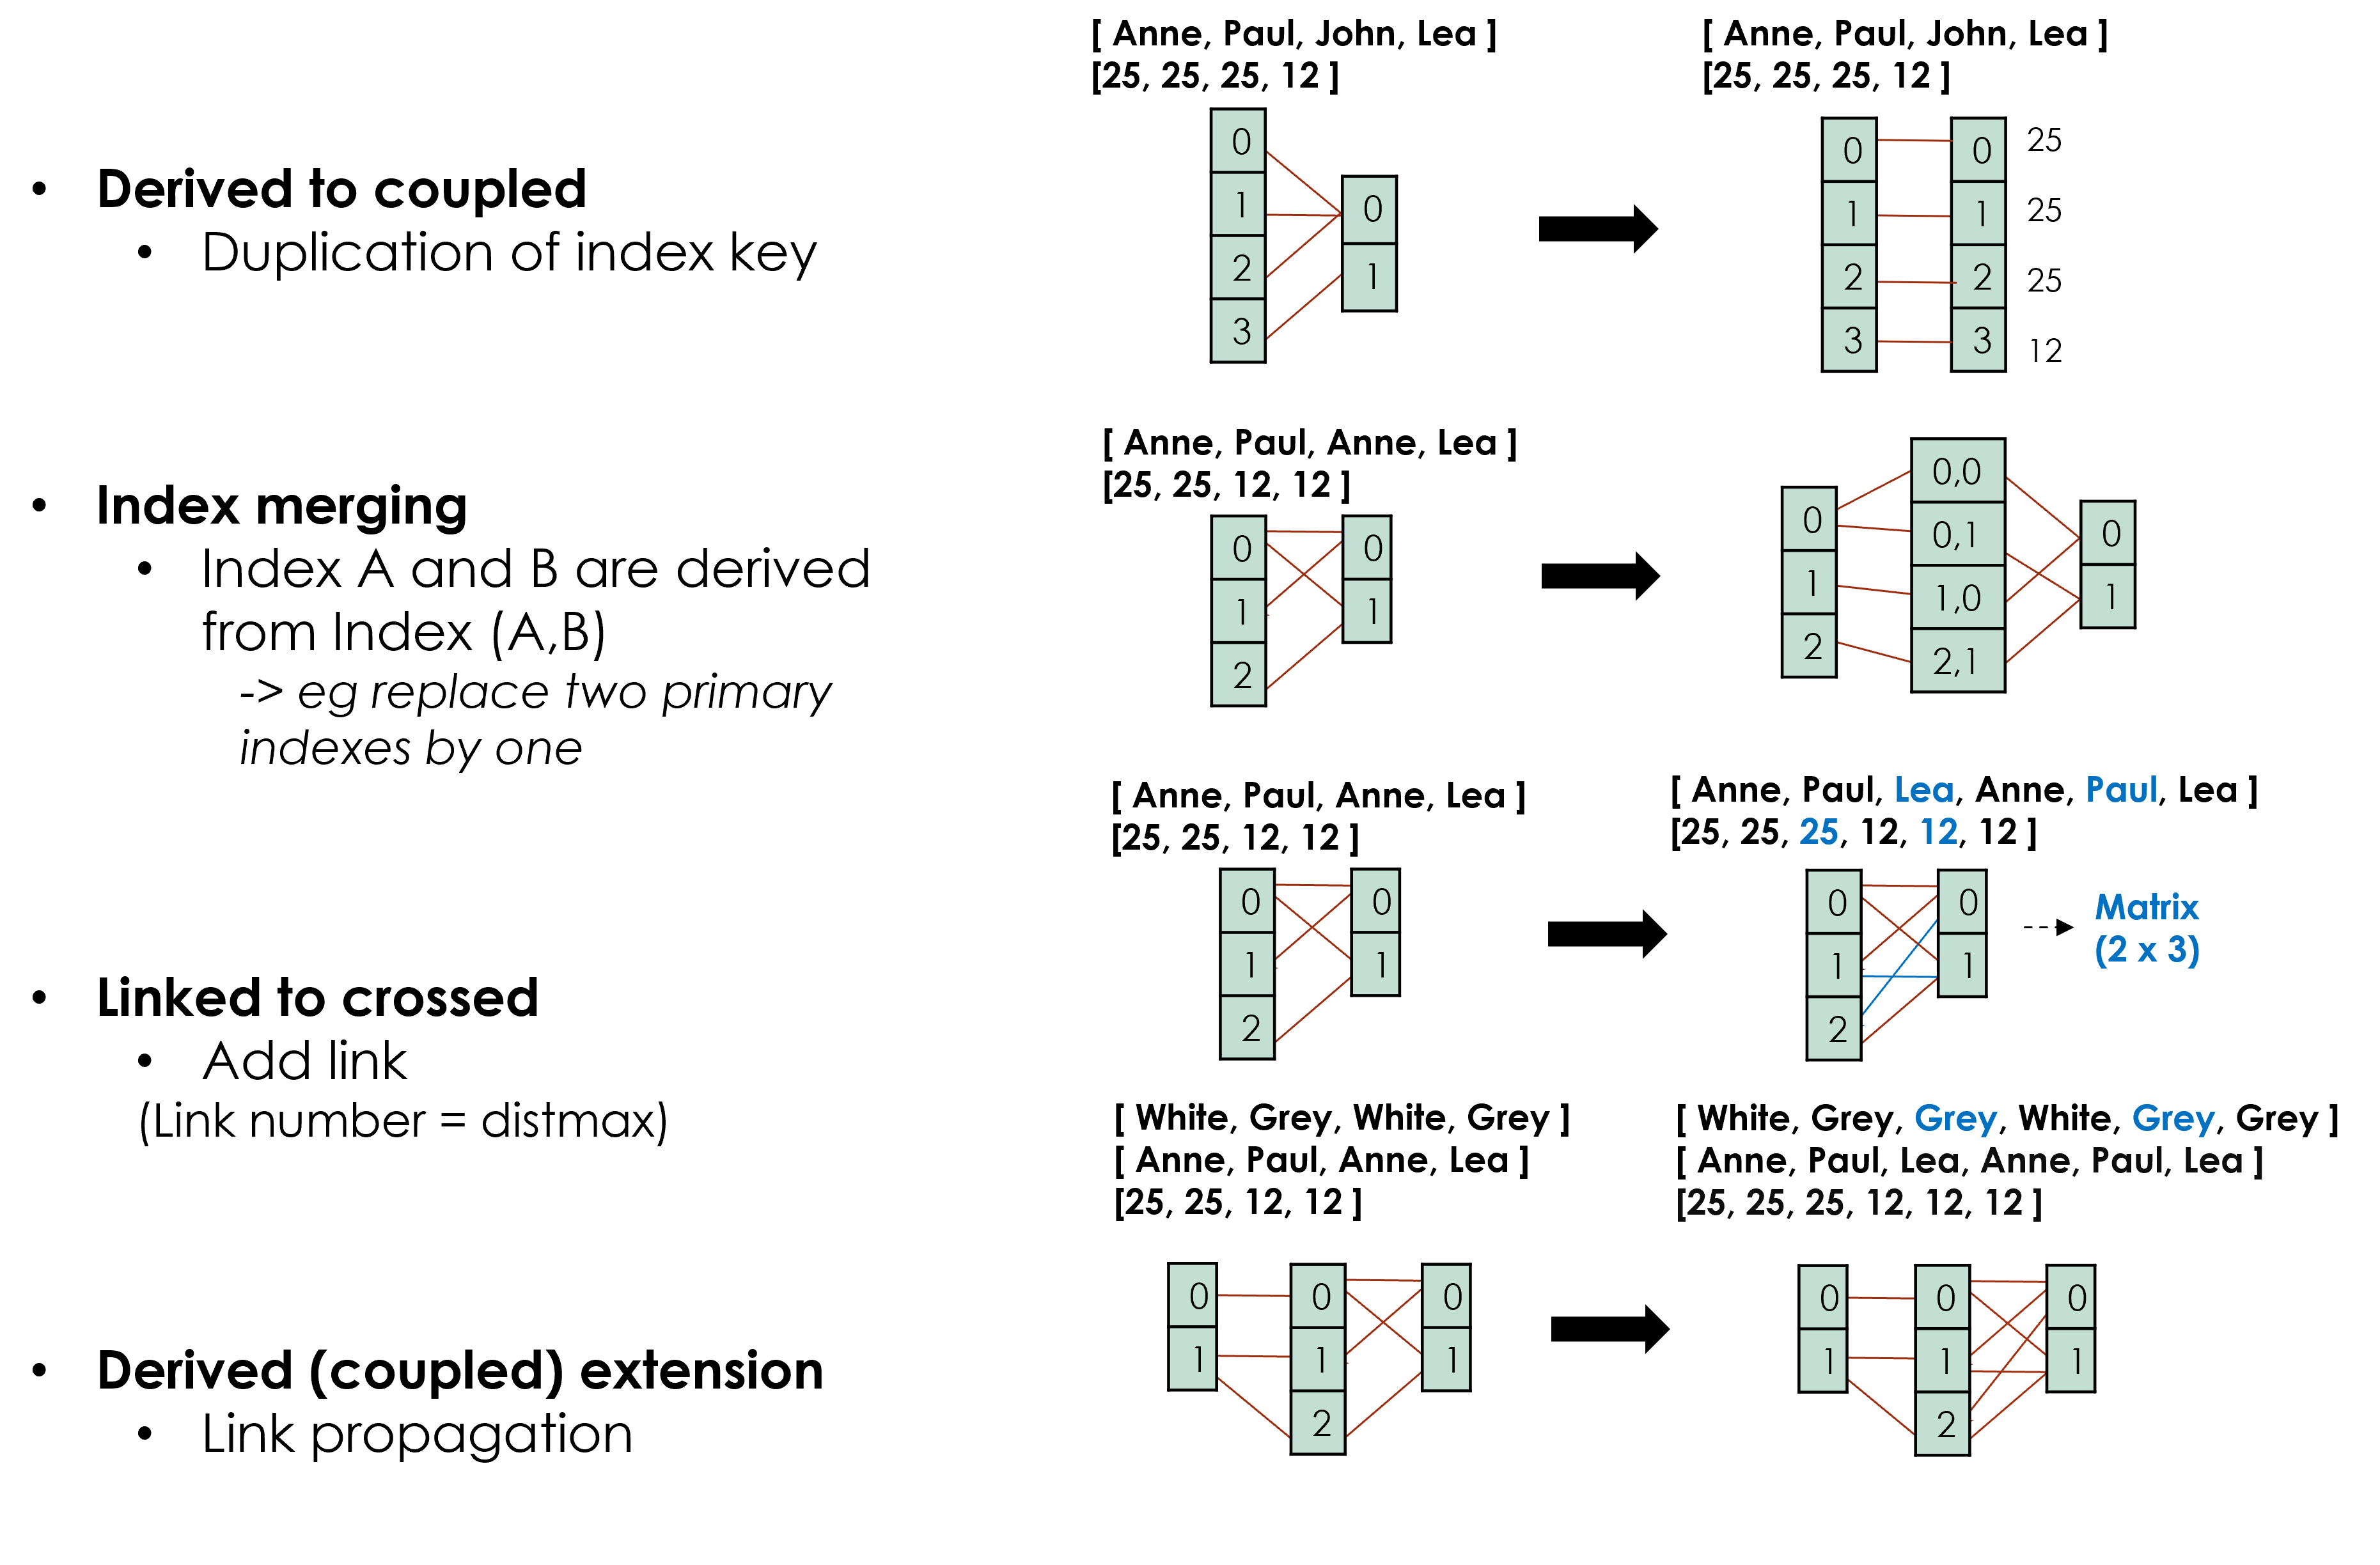 [ Anne, Paul, John, Lea ]
[25, 25, 25, 12 ]
0
1
2
3
0
1
[ Anne, Paul, John, Lea ]
[25, 25, 25, 12 ]
0
1
2
3
0
1
2
3
25
25
25
12
• Derived to coupled
• Duplication of index key
[ Anne, Paul, Anne, Lea ]
[25, 25, 12, 12 ]
0
1
2
0
1
0
1
2
0,0
0,1
1,0
2,1
0
1
• Index merging
• Index A and B are derived
from Index (A,B)
-> eg replace two primary
indexes by one
[ Anne, Paul, Anne, Lea ]
[25, 25, 12, 12 ]
0
1
2
0
1
[ Anne, Paul, Lea, Anne, Paul, Lea ]
[25, 25, 25, 12, 12, 12 ]
0
1
2
0
1
Matrix
(2 x 3)
• Linked to crossed
• Add link
(Link number = distmax)
[ White, Grey, White, Grey ]
[ Anne, Paul, Anne, Lea ]
[25, 25, 12, 12 ]
0
1
0
1
2
0
1
[ White, Grey, Grey, White, Grey, Grey ]
[ Anne, Paul, Lea, Anne, Paul, Lea ]
[25, 25, 25, 12, 12, 12 ]
0
1
0
1
2
0
1
• Derived (coupled) extension
• Link propagation